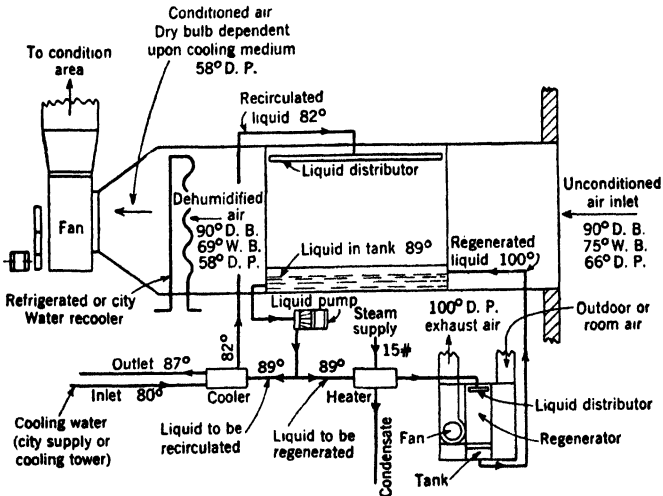 Conditioned air
Dry bulb dependent
upon cooling medium
58° D. P.
To condition
area
Recirculated
liquid 82°
Liquid distributor
Fan
Dehumidified
air
90° D. B.
69° W. B.
58° D. P.
Liquid in tank 89°
Regenerated
liquid 100°
Unconditioned
air inlet
90° D. B.
75° W. B.
66° D. P.
Refrigerated or city
Water recooler
Liquid pump
Steam
supply
15#
100° D. P.
exhaust air
Outdoor or
room air
82°
Outlet 87°
Inlet 80°
Cooler
89°
89°
Heater
Cooling water
(city supply or
cooling tower)
Liquid to be
recirculated
Liquid to be
regenerated
Condensate
Liquid distributor
Fan
Regenerator
Tank